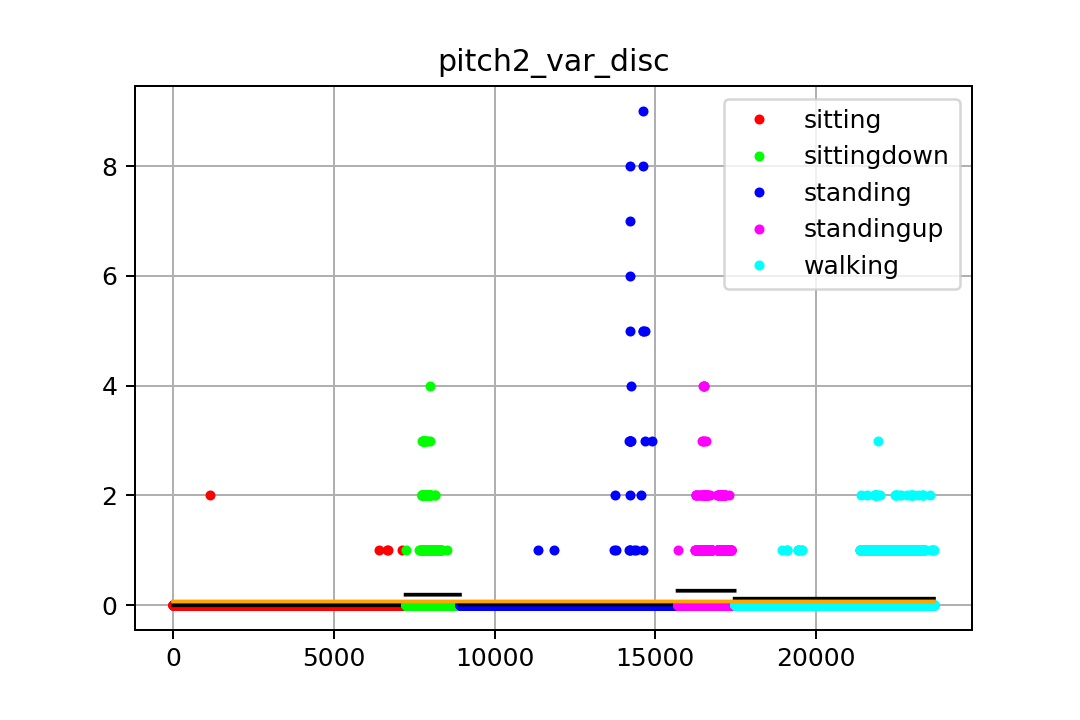 pitch2_var_disc
sitting
sittingdown
standing
standingup
walking
8
6
4
2
0
0 5000 10000 15000 20000